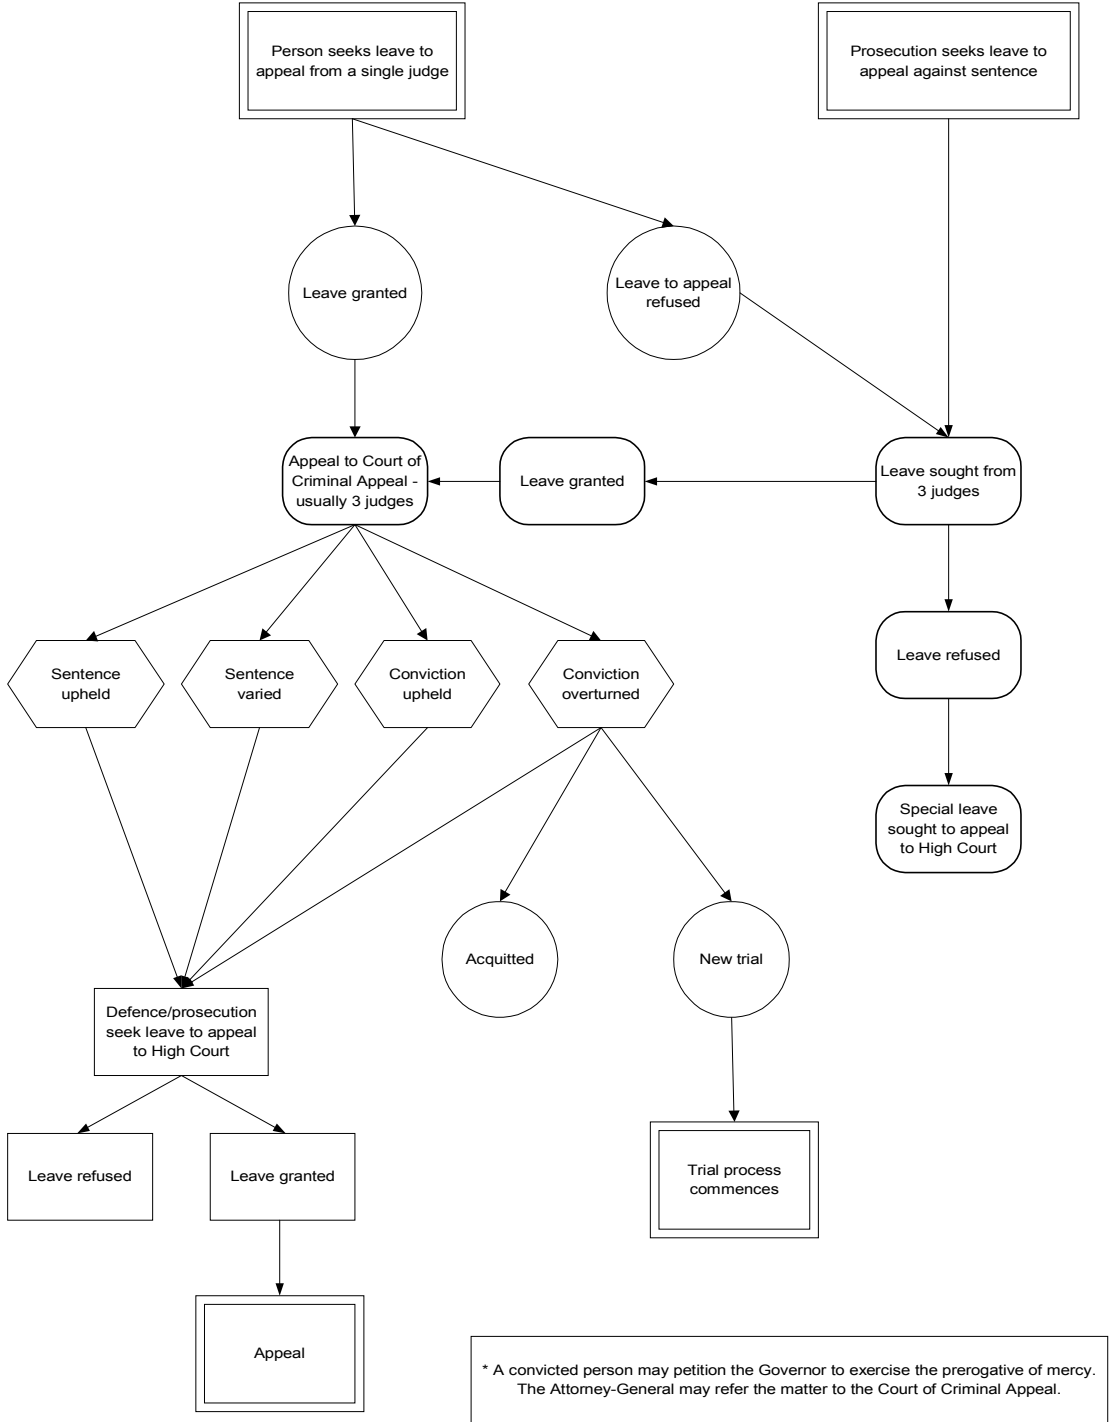 Person seeks leave to
appeal from a single judge
Prosecution seeks leave to
appeal against sentence
Leave granted
Leave to appeal
refused
Appeal to Court of
Criminal Appeal -
usually 3 judges
Leave granted
Leave sought from
3 judges
Sentence
upheld
Sentence
varied
Conviction
upheld
Conviction
overturned
Leave refused
Special leave
sought to appeal
to High Court
Acquitted
New trial
Defence/prosecution
seek leave to appeal
to High Court
Leave refused
Leave granted
Trial process
commences
Appeal
* A convicted person may petition the Governor to exercise the prerogative of mercy.
The Attorney-General may refer the matter to the Court of Criminal Appeal.